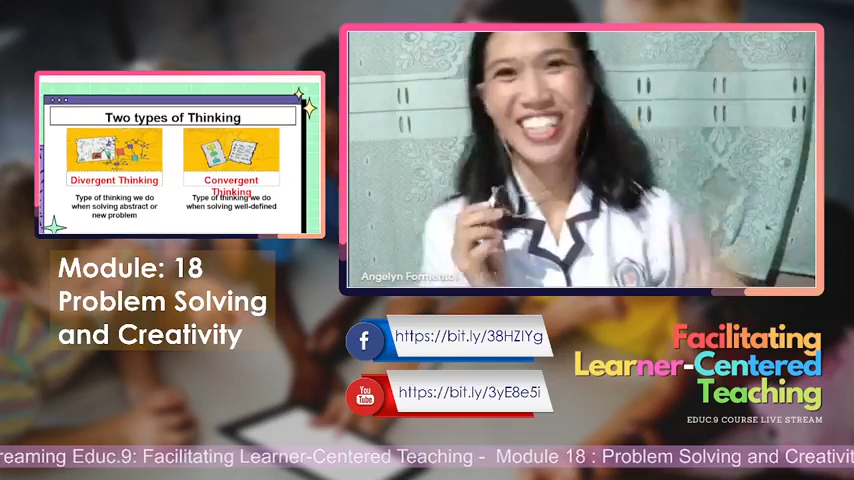 Two types of Thinking
Divergent Thinking
Type of thinking we do
when solving abstract or
new problem
Convergent
Thinking
Type of thinking we do
when solving well-defined
Angelyn
Module: 18
Problem Solving
and Creativity
https://bit.ly/38HZlYg
You
Tube
https://bit.ly/3yE8e5i
Facilitating
Learner-Centered
Teaching
EDUC.9 COURSE LIVE STREAM
reaming Educ.9: Facilitating Learner-Centered Teaching - Module 18 : Problem Solving and Creativit